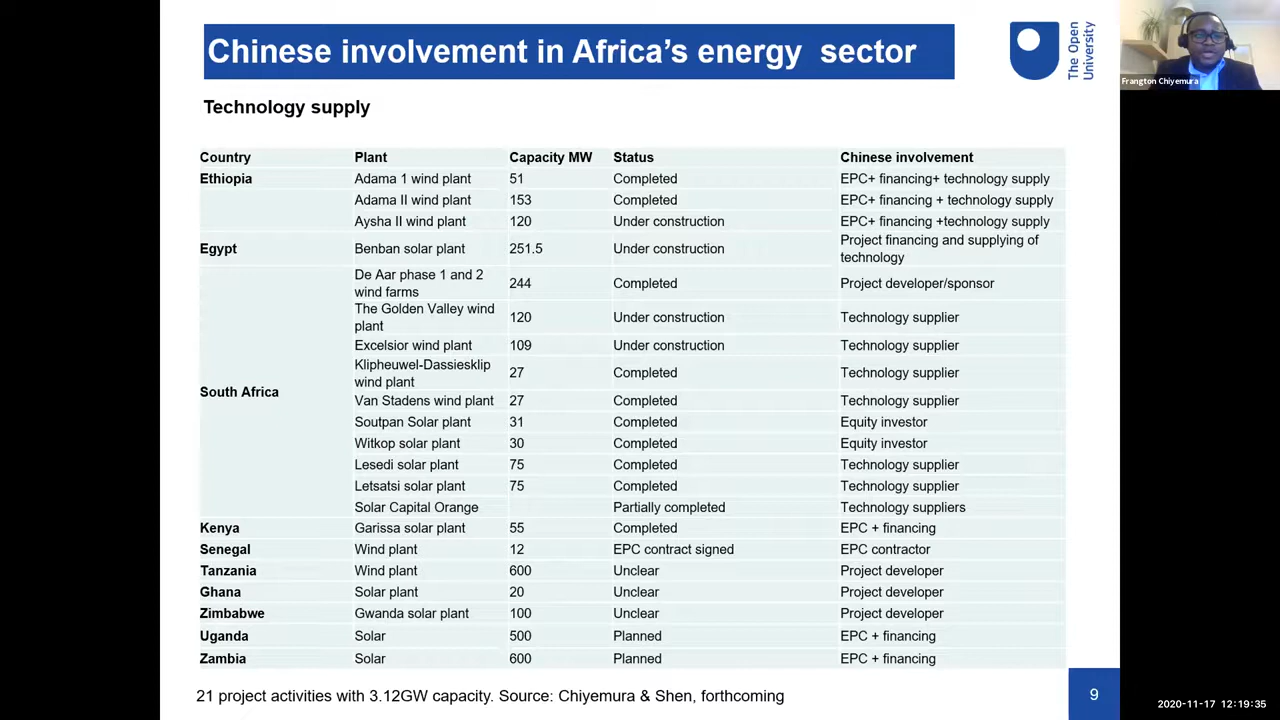 Chinese involvement in Africa's energy  sector
The Open
University
Frangton Chiyemura
Technology supply
Country Plant Capacity MW Status Chinese involvement
Ethiopia Adama 1 wind plant 51 Completed EPC+ financing+ technology supply
Adama II wind plant 153 Completed EPC+ financing + technology supply
Aysha II wind plant 120 Under construction EPC+ financing +technology supply
Egypt Benban solar plant 251.5 Under construction Project financing and supplying of
technology
De Aar phase 1 and 2
wind farms 244 Completed Project developer/sponsor
The Golden Valley wind
plant 120 Under construction Technology supplier
Excelsior wind plant 109 Under construction Technology supplier
Klipheuwel-Dassiesklip
wind plant 27 Completed Technology supplier
South Africa Van Stadens wind plant 27 Completed Technology supplier
Soutpan Solar plant 31 Completed Equity investor
Witkop solar plant 30 Completed Equity investor
Lesedi solar plant 75 Completed Technology supplier
Letsatsi solar plant 75 Completed Technology supplier
Solar Capital Orange Partially completed Technology suppliers
Kenya Garissa solar plant 55 Completed EPC + financing
Senegal Wind plant 12 EPC contract signed EPC contractor
Tanzania Wind plant 600 Unclear Project developer
Ghana Solar plant 20 Unclear Project developer
Zimbabwe Gwanda solar plant 100 Unclear Project developer
Uganda Solar 500 Planned EPC + financing
Zambia Solar 600 Planned EPC + financing
21 project activities with 3.12GW capacity. Source: Chiyemura & Shen, forthcoming
9
2020-11-17 12:19:35